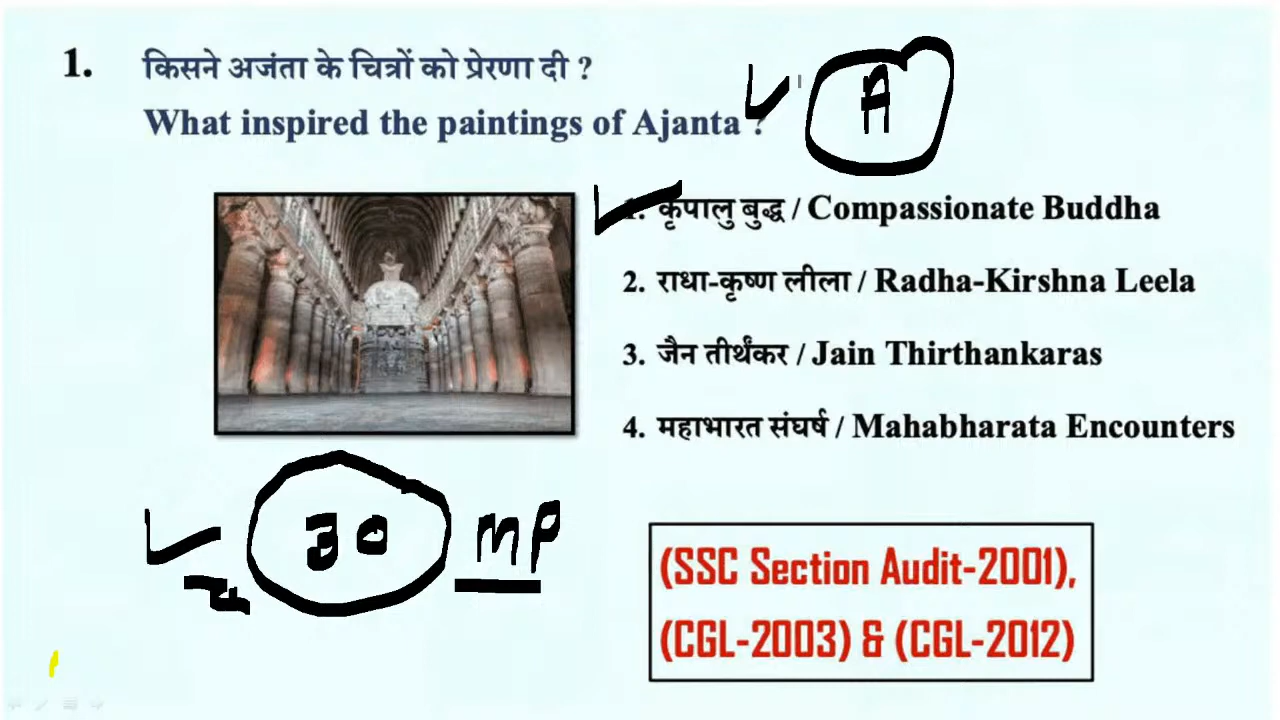 1. किसने अजंता के चित्रों को प्रेरणा दी ?
What inspired the paintings of Ajanta ?
A
1. कृपालु बुद्ध / Compassionate Buddha
2. राधा-कृष्ण लीला / Radha-Kirshna Leela
3. जैन तीर्थंकर / Jain Thirthankaras
4. महाभारत संघर्ष / Mahabharata Encounters
30 MP
(SSC Section Audit-2001),
(CGL-2003) & (CGL-2012)